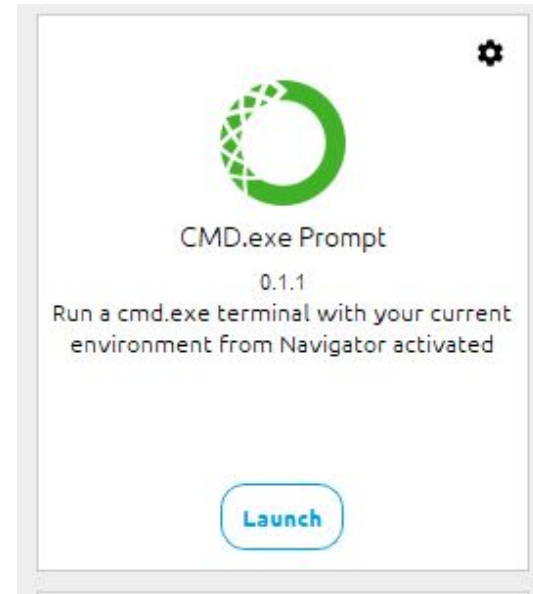 CMD.exe Prompt
0.1.1
Run a cmd.exe terminal with your current
environment from Navigator activated
Launch